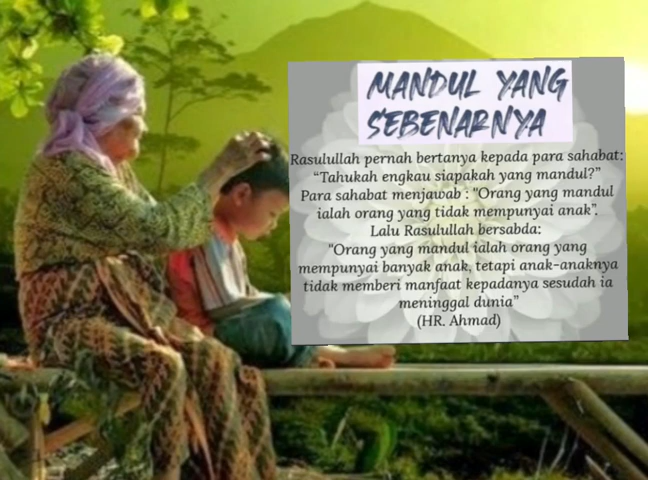 MANDUL YANG
SEBENARNYA
Rasulullah pernah bertanya kepada para sahabat:
"Tahukah engkau siapakah yang mandul?"
Para sahabat menjawab : "Orang yang mandul
ialah orang yang tidak mempunyai anak".
Lalu Rasulullah bersabda:
"Orang yang mandul ialah orang yang
mempunyai banyak anak, tetapi anak-anaknya
tidak memberi manfaat kepadanya sesudah ia
meninggal dunia"
(HR. Ahmad)